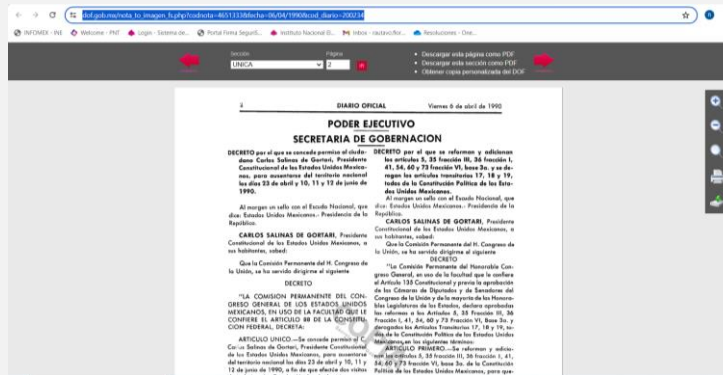 dof.gob.mx/nota_to_imagen_fs.php?codnota=4651333&fecha=06/04/1990&cod_diario=200234
INFOMEX - INE
Welcome - PNT
Login - Sistema de...
Portal Firma Seguri...
Instituto Nacional El...
Resoluciones - One...
Sección
Página
UNICA
2
Descargar esta página como PDF
Descargar esta sección como PDF
Obtener copia personalizada del DOF
DIARIO OFICIAL
Viernes 6 de abril de 1990
PODER EJECUTIVO
SECRETARIA DE GOBERNACION
DECRETO por el que se concede permiso al ciuda-
dano Carlos Salinas de Gortari, Presidente
Constitucional de los Estados Unidos Mexica-
nos, para ausentarse del territorio nacional
los días 23 de abril y 10, 11 y 12 de junio de
1990.
Al margen un sello con el Escudo Nacional, que
dice: Estados Unidos Mexicanos.- Presidencia de la
República.
CARLOS SALINAS DE GORTARI, Presidente
Constitucional de los Estados Unidos Mexicanos, a
sus habitantes, sabed:
Que la Comisión Permanente del H. Congreso de
la Unión, se ha servido dirigirme el siguiente
DECRETO
"LA COMISION PERMANENTE DEL CON-
GRESO GENERAL DE LOS ESTADOS UNIDOS
MEXICANOS, EN USO DE LA FACULTAD QUE LE
CONFIERE EL ARTICULO 88 DE LA CONSTITU-
CION FEDERAL, DECRETA:
ARTICULO UNICO.—Se concede permiso al C.
Carlos Salinas de Gortari, Presidente Constitucional
de los Estados Unidos Mexicanos, para ausentarse
del territorio nacional los días 23 de abril y 10, 11 y
12 de junio de 1990, a fin de que efectúe dos visitas
DECRETO por el que se reforman y adicionan
los artículos 5, 35 fracción III, 36 fracción I,
41, 54, 60 y 73 fracción VI, base 3a. y se de-
rogan los artículos transitorios 17, 18 y 19,
todos de la Constitución Política de los Esta-
dos Unidos Mexicanos.
Al margen un sello con el Escudo Nacional, que
dice: Estados Unidos Mexicanos.- Presidencia de la
República.
CARLOS SALINAS DE GORTARI, Presidente
Constitucional de los Estados Unidos Mexicanos, a
sus habitantes, sabed:
Que la Comisión Permanente del H. Congreso de
la Unión, se ha servido dirigirme el siguiente
DECRETO
"La Comisión Permanente del Honorable Con-
greso General, en uso de la facultad que le confiere
el Artículo 135 Constitucional y previa la aprobación
de las Cámaras de Diputados y de Senadores del
Congreso de la Unión y de la mayoría de las Honora-
bles Legislaturas de los Estados, declara aprobadas
las reformas a los Artículos 5, 35 Fracción III, 36
Fracción I, 41, 54, 60 y 73 Fracción VI, Base 3a. y
derogados los Artículos Transitorios 17, 18 y 19, to-
dos de la Constitución Política de los Estados Unidos
Mexicanos, en los siguientes términos:
ARTICULO PRIMERO.—Se reforman y adicio-
nan los artículos 5, 35 fracción III, 36 fracción I, 41,
54, 60 y 73 fracción VI, base 3a. de la Constitución
Política de los Estados Unidos Mexicanos, para que-